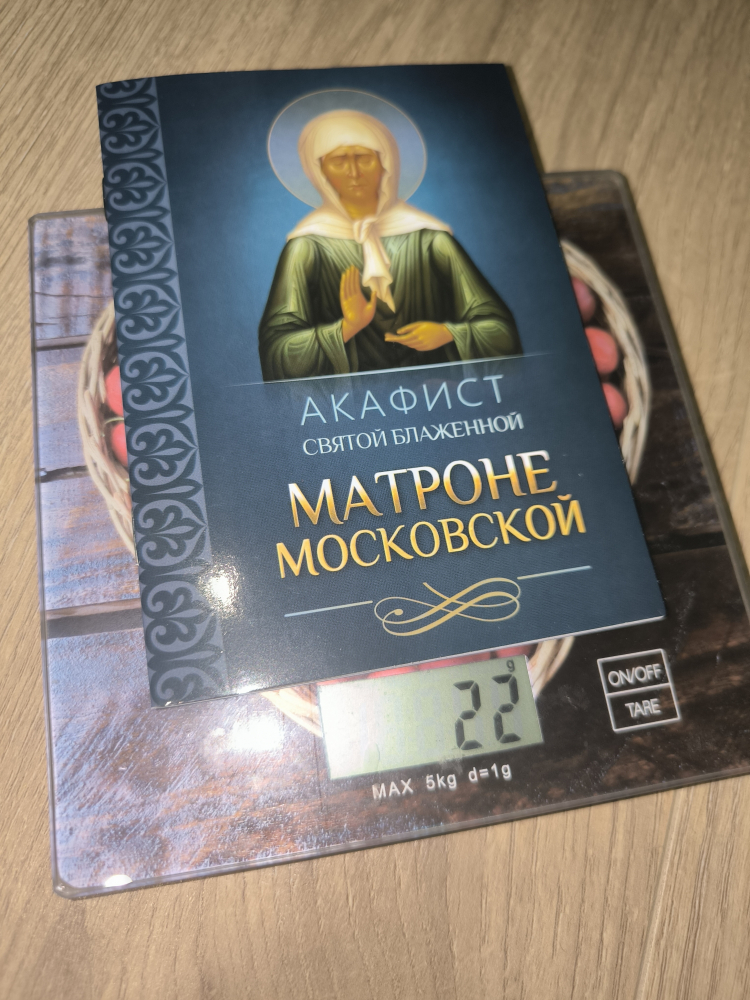 АКАФИСТ
СВЯТОЙ БЛАЖЕННОЙ
МАТРОНЕ
МОСКОВСКОЙ
g
22
MAX 5kg d=1g
ON/OFF
TARE